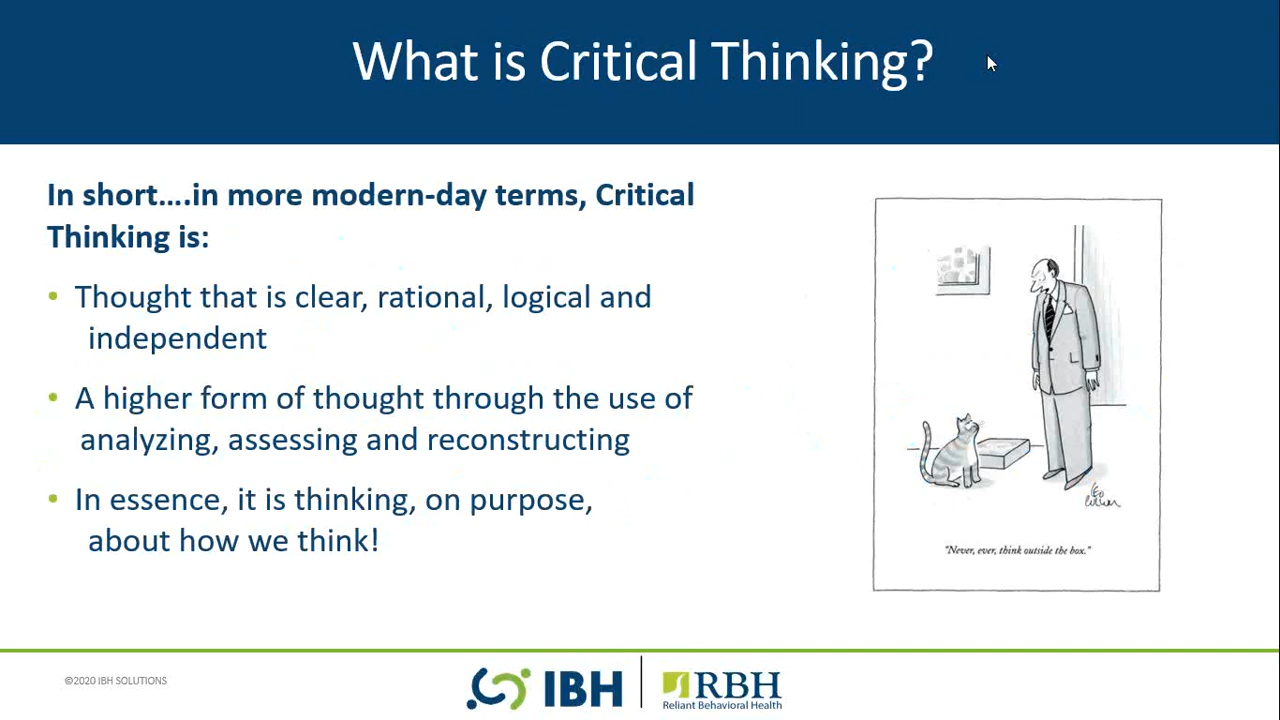 What is Critical Thinking?
In short....in more modern-day terms, Critical
Thinking is:
• Thought that is clear, rational, logical and
independent
• A higher form of thought through the use of
analyzing, assessing and reconstructing
• In essence, it is thinking, on purpose,
about how we think!
"Never, ever, think outside the box."
©2020 IBH SOLUTIONS
IBH
RBH
Reliant Behavioral Health